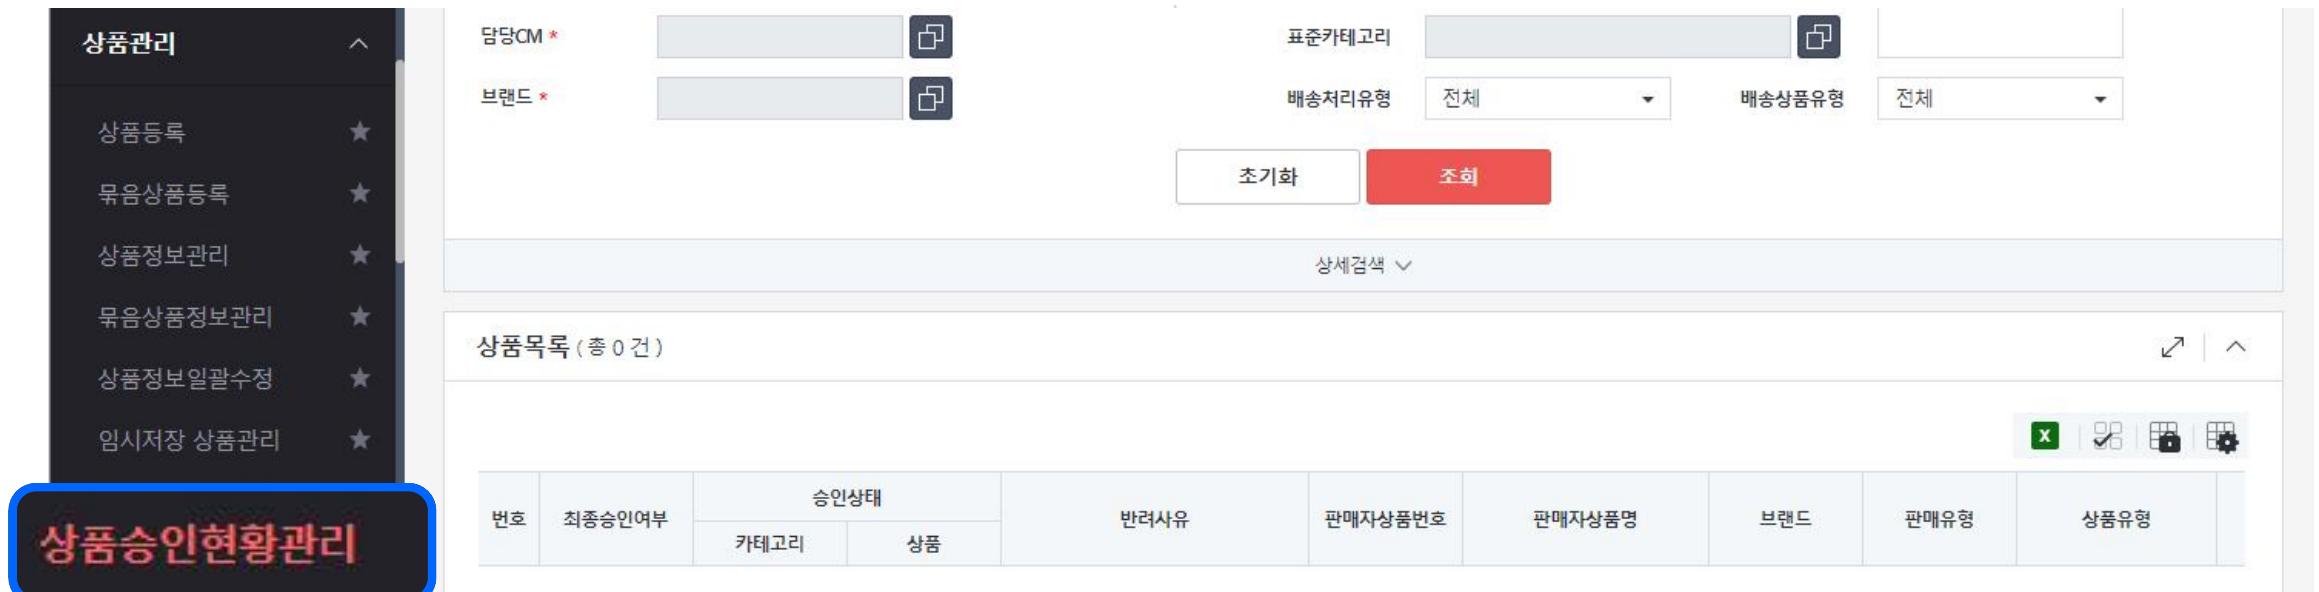 상품관리
상품등록
묶음상품등록
상품정보관리
묶음상품정보관리
상품정보일괄수정
임시저장 상품관리
상품승인현황관리
담당CM * 표준카테고리
브랜드 * 배송처리유형 전체 배송상품유형 전체
초기화 조회
상세검색
상품목록 ( 총 0 건 )
번호 최종승인여부 승인상태 반려사유 판매자상품번호 판매자상품명 브랜드 판매유형 상품유형
카테고리 상품